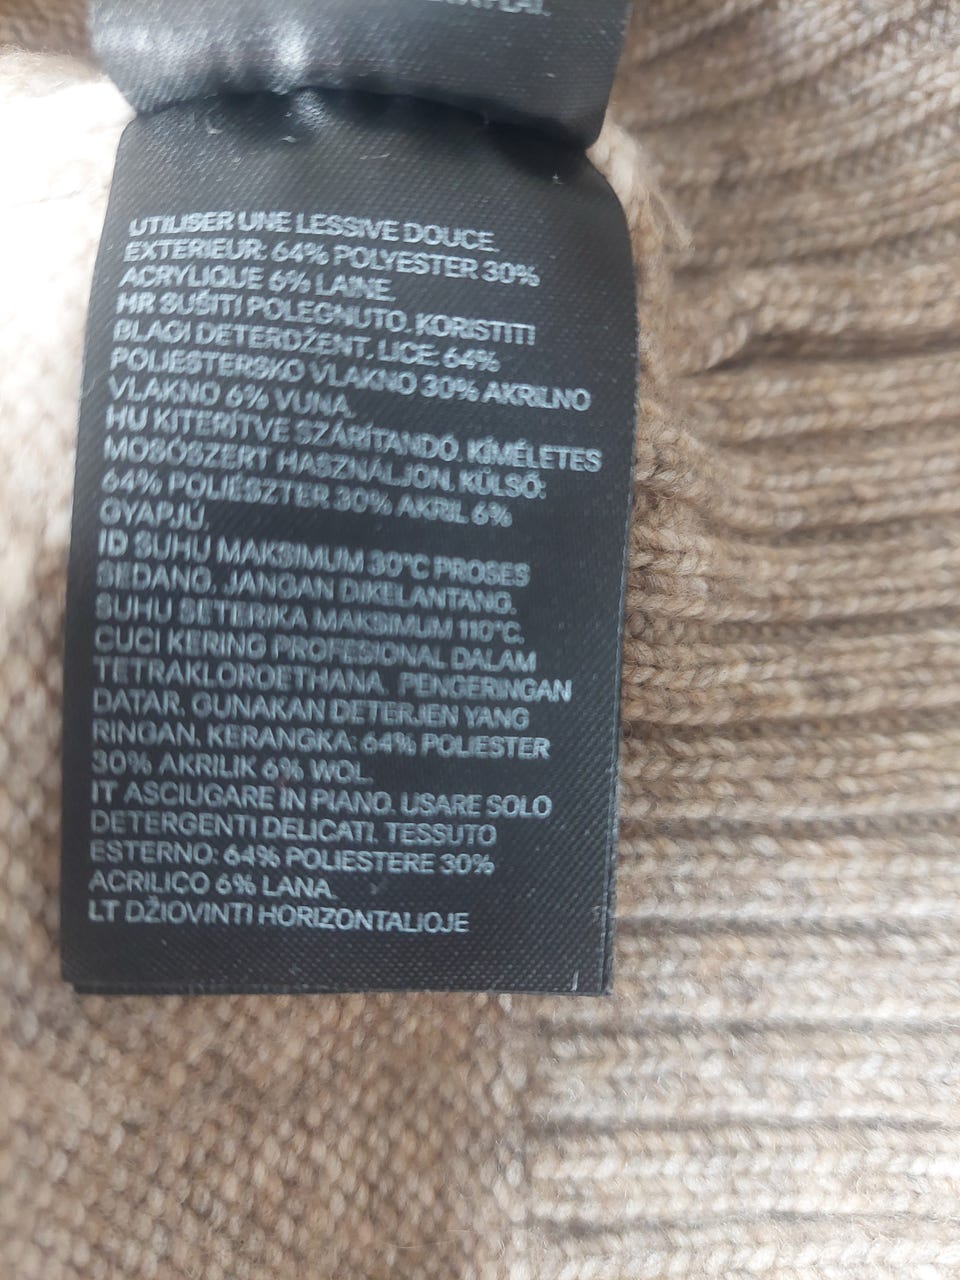 UTILISER UNE LESSIVE DOUCE.
EXTERIEUR: 64% POLYESTER 30%
ACRYLIQUE 6% LAINE.
HR SUŠITI POLEGNUTO. KORISTITI
BLAGI DETERDŽENT. LICE: 64%
POLIESTERSKO VLAKNO 30% AKRILNO
VLAKNO 6% VUNA.
HU KITERÍTVE SZÁRÍTANDÓ. KÍMÉLETES
MOSÓSZERT HASZNÁLJON. KÜLSŐ:
64% POLIÉSZTER 30% AKRIL 6%
GYAPJÚ.
ID SUHU MAKSIMUM 30°C PROSES
SEDANG. JANGAN DIKELANTANG.
SUHU SETERIKA MAKSIMUM 110°C.
CUCI KERING PROFESIONAL DALAM
TETRAKLOROETHANA. PENGERINGAN
DATAR. GUNAKAN DETERJEN YANG
RINGAN. KERANGKA: 64% POLIESTER
30% AKRILIK 6% WOL.
IT ASCIUGARE IN PIANO. USARE SOLO
DETERGENTI DELICATI. TESSUTO
ESTERNO: 64% POLIESTERE 30%
ACRILICO 6% LANA.
LT DŽIOVINTI HORIZONTALIOJE